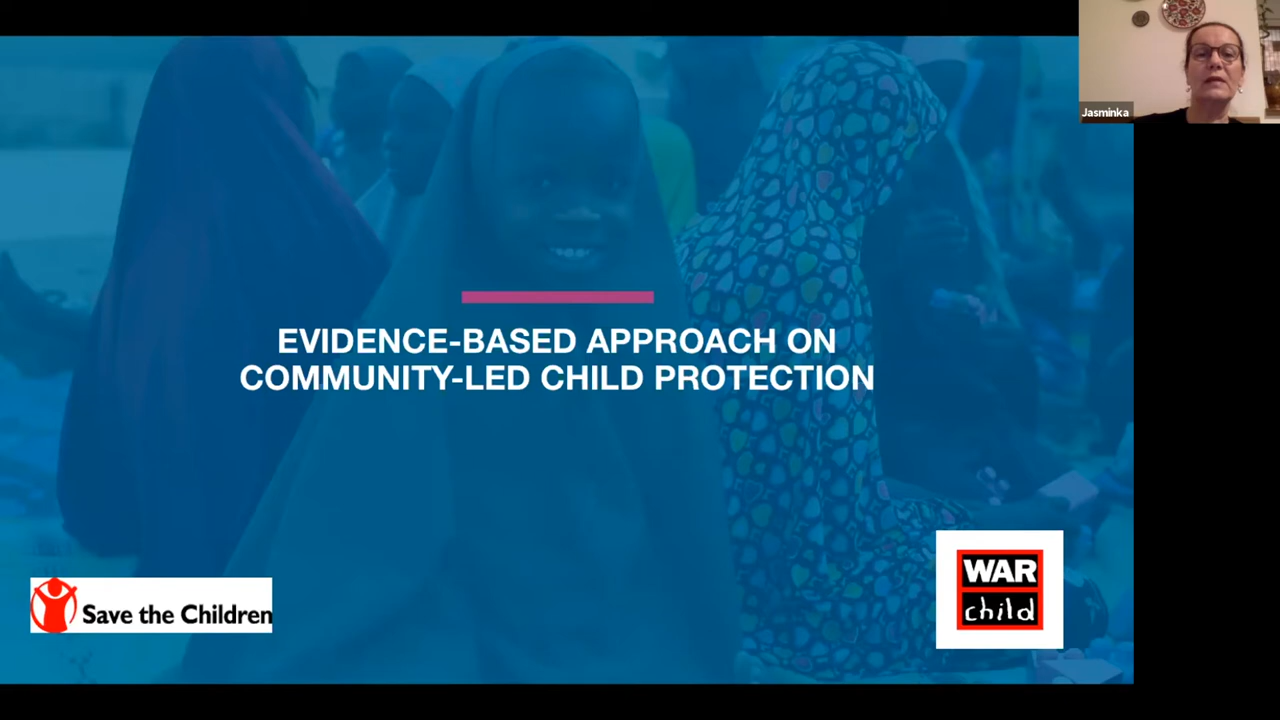 Jasminka
EVIDENCE-BASED APPROACH ON
COMMUNITY-LED CHILD PROTECTION
Save the Children
WAR
child